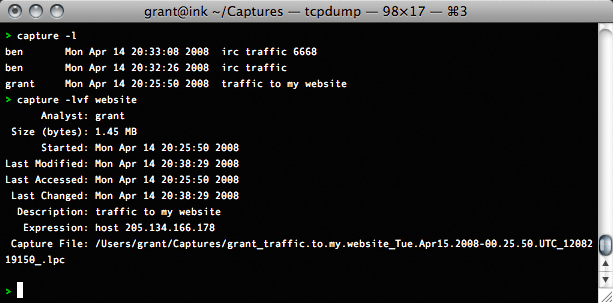 grant@ink ~/Captures — tcpdump — 98×17 — ⌘3
> capture -l
ben Mon Apr 14 20:33:08 2008 irc traffic 6668
ben Mon Apr 14 20:32:26 2008 irc traffic
grant Mon Apr 14 20:25:50 2008 traffic to my website
> capture -lvf website
Analyst: grant
Size (bytes): 1.45 MB
Started: Mon Apr 14 20:25:50 2008
Last Modified: Mon Apr 14 20:38:29 2008
Last Accessed: Mon Apr 14 20:25:50 2008
Last Changed: Mon Apr 14 20:38:29 2008
Description: traffic to my website
Expression: host 205.134.166.178
Capture File: /Users/grant/Captures/grant_traffic.to.my.website_Tue.Apr15.2008-00.25.50.UTC_12082
19150_.lpc
>